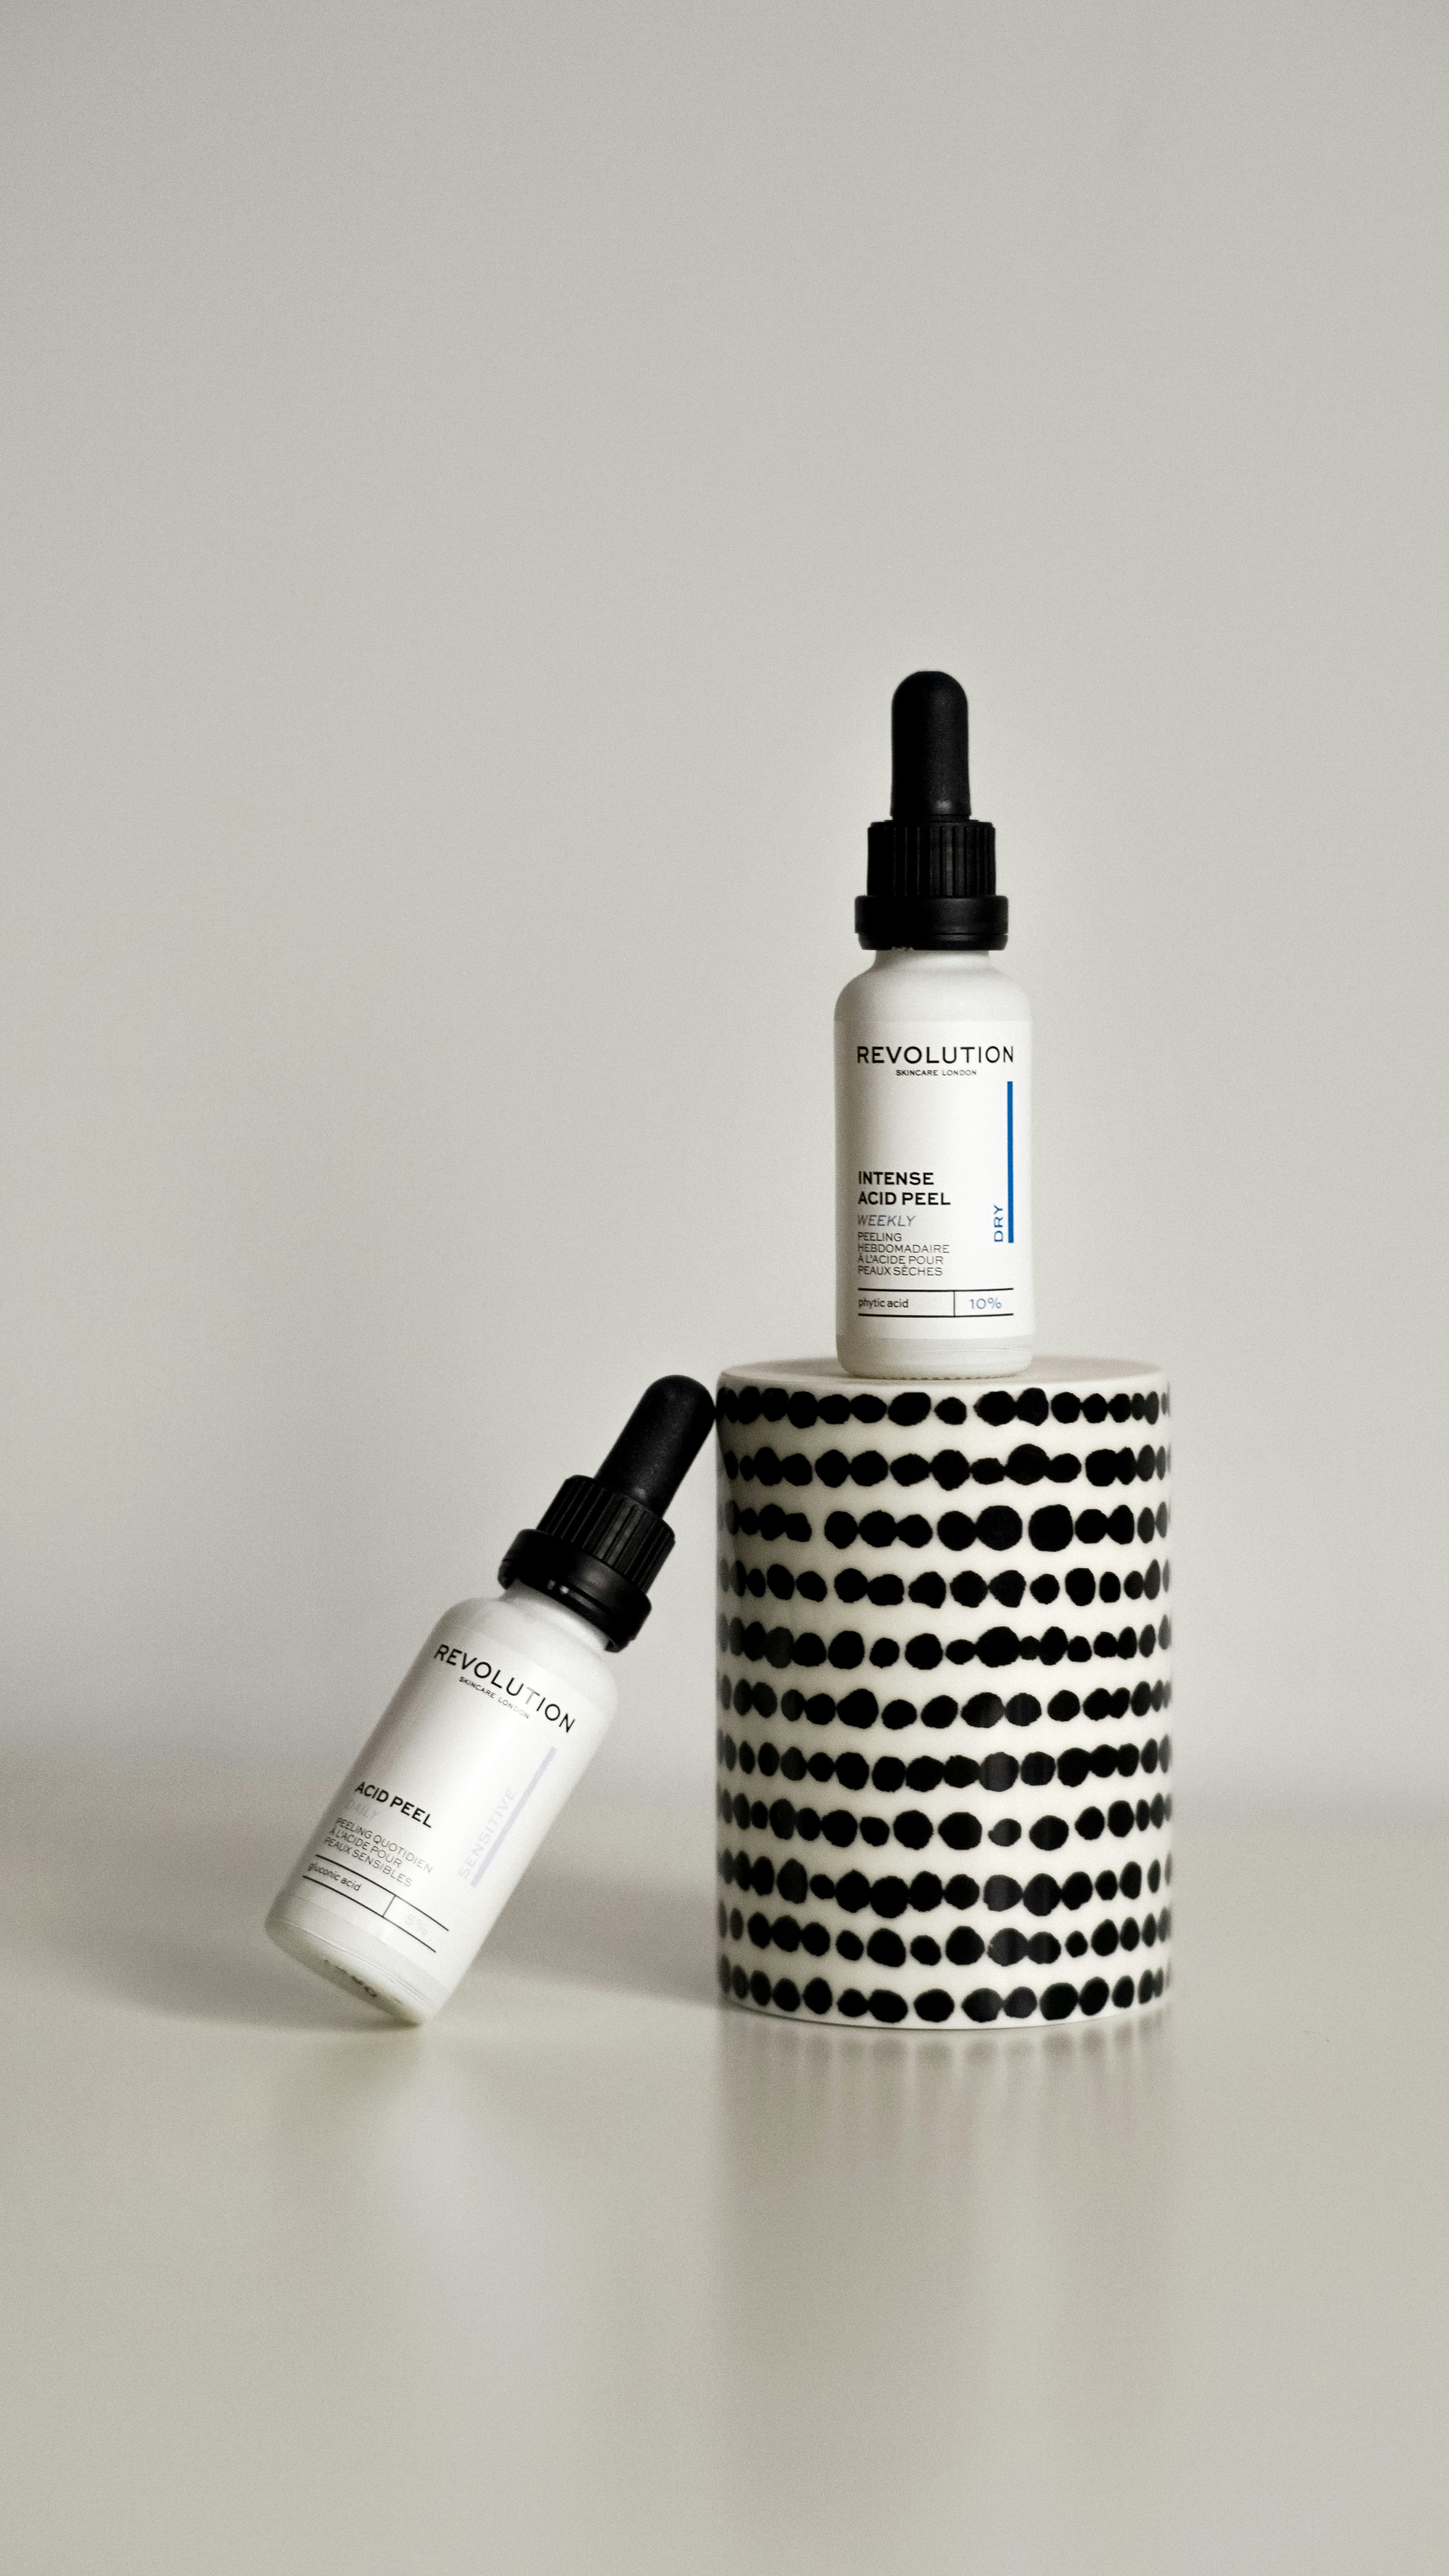 REVOLUTION
SKINCARE LONDON
INTENSE
ACID PEEL
WEEKLY
PEELING
HEBDOMADAIRE
À L'ACIDE POUR
PEAUX SÈCHES
DRY
phytic acid 10%
REVOLUTION
SKINCARE LONDON
ACID PEEL
DAILY
PEELING QUOTIDIEN
À L'ACIDE POUR
PEAUX SENSIBLES
SENSITIVE
gluconic acid 5%